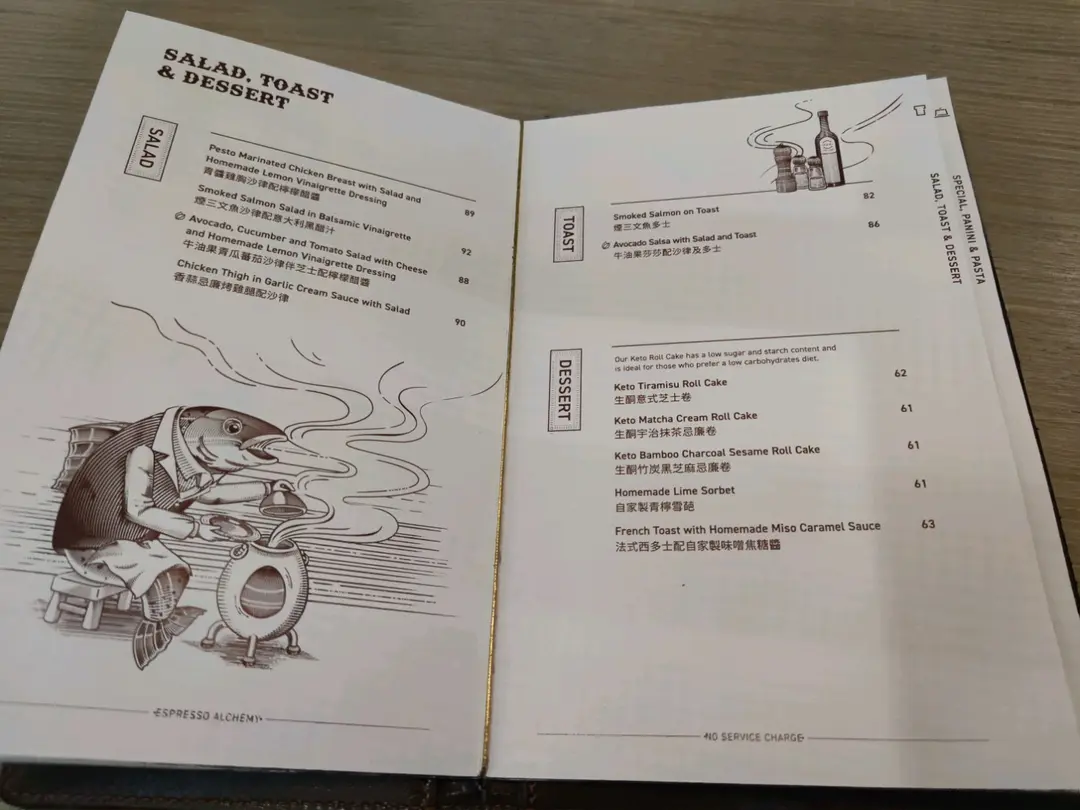 SALAD, TOAST
& DESSERT
SALAD
Pesto Marinated Chicken Breast with Salad and
Homemade Lemon Vinaigrette Dressing
青醬雞胸沙律配檸檬醋醬
89
Smoked Salmon Salad in Balsamic Vinaigrette
煙三文魚沙律配意大利黑醋汁
92
Avocado, Cucumber and Tomato Salad with Cheese
and Homemade Lemon Vinaigrette Dressing
牛油果青瓜蕃茄沙律伴芝士配檸檬醋醬
88
Chicken Thigh in Garlic Cream Sauce with Salad
香蒜忌廉烤雞腿配沙律
90
ESPRESSO ALCHEMY
TOAST
Smoked Salmon on Toast
煙三文魚多士
82
Avocado Salsa with Salad and Toast
牛油果莎莎配沙律及多士
86
DESSERT
Our Keto Roll Cake has a low sugar and starch content and
is ideal for those who prefer a low carbohydrates diet.
Keto Tiramisu Roll Cake
生酮意式芝士卷
62
Keto Matcha Cream Roll Cake
生酮宇治抹茶忌廉卷
61
Keto Bamboo Charcoal Sesame Roll Cake
生酮竹炭黑芝麻忌廉卷
61
Homemade Lime Sorbet
自家製青檸雪葩
61
French Toast with Homemade Miso Caramel Sauce
法式西多士配自家製味噌焦糖醬
63
NO SERVICE CHARGE
SALAD, TOAST & DESSERT
SPECIAL, PANINI & PASTA